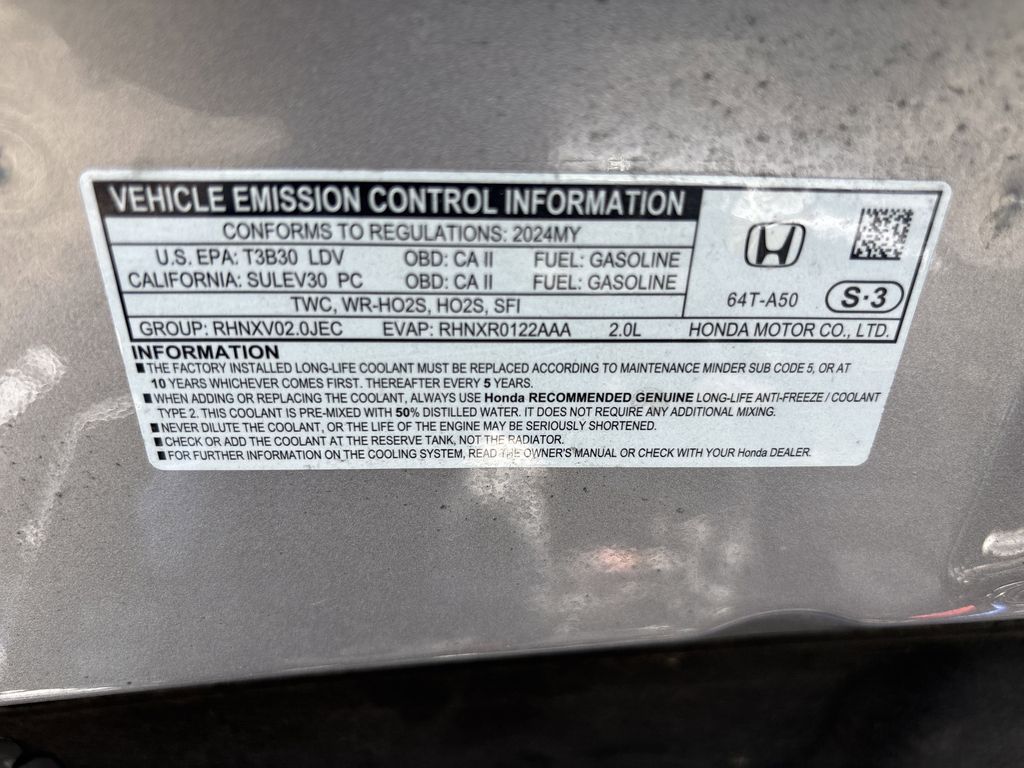 VEHICLE EMISSION CONTROL INFORMATION
CONFORMS TO REGULATIONS: 2024MY
U.S. EPA: T3B30 LDV OBD: CA II FUEL: GASOLINE
CALIFORNIA: SULEV30 PC OBD: CA II FUEL: GASOLINE
TWC, WR-HO2S, HO2S, SFI
64T-A50 S·3
GROUP: RHNXV02.0JEC EVAP: RHNXR0122AAA 2.0L HONDA MOTOR CO., LTD.
INFORMATION
■ THE FACTORY INSTALLED LONG-LIFE COOLANT MUST BE REPLACED ACCORDING TO MAINTENANCE MINDER SUB CODE 5, OR AT
10 YEARS WHICHEVER COMES FIRST. THEREAFTER EVERY 5 YEARS.
■ WHEN ADDING OR REPLACING THE COOLANT, ALWAYS USE Honda RECOMMENDED GENUINE LONG-LIFE ANTI-FREEZE / COOLANT
TYPE 2. THIS COOLANT IS PRE-MIXED WITH 50% DISTILLED WATER. IT DOES NOT REQUIRE ANY ADDITIONAL MIXING.
■ NEVER DILUTE THE COOLANT, OR THE LIFE OF THE ENGINE MAY BE SERIOUSLY SHORTENED.
■ CHECK OR ADD THE COOLANT AT THE RESERVE TANK, NOT THE RADIATOR.
■ FOR FURTHER INFORMATION ON THE COOLING SYSTEM, READ THE OWNER'S MANUAL OR CHECK WITH YOUR Honda DEALER.